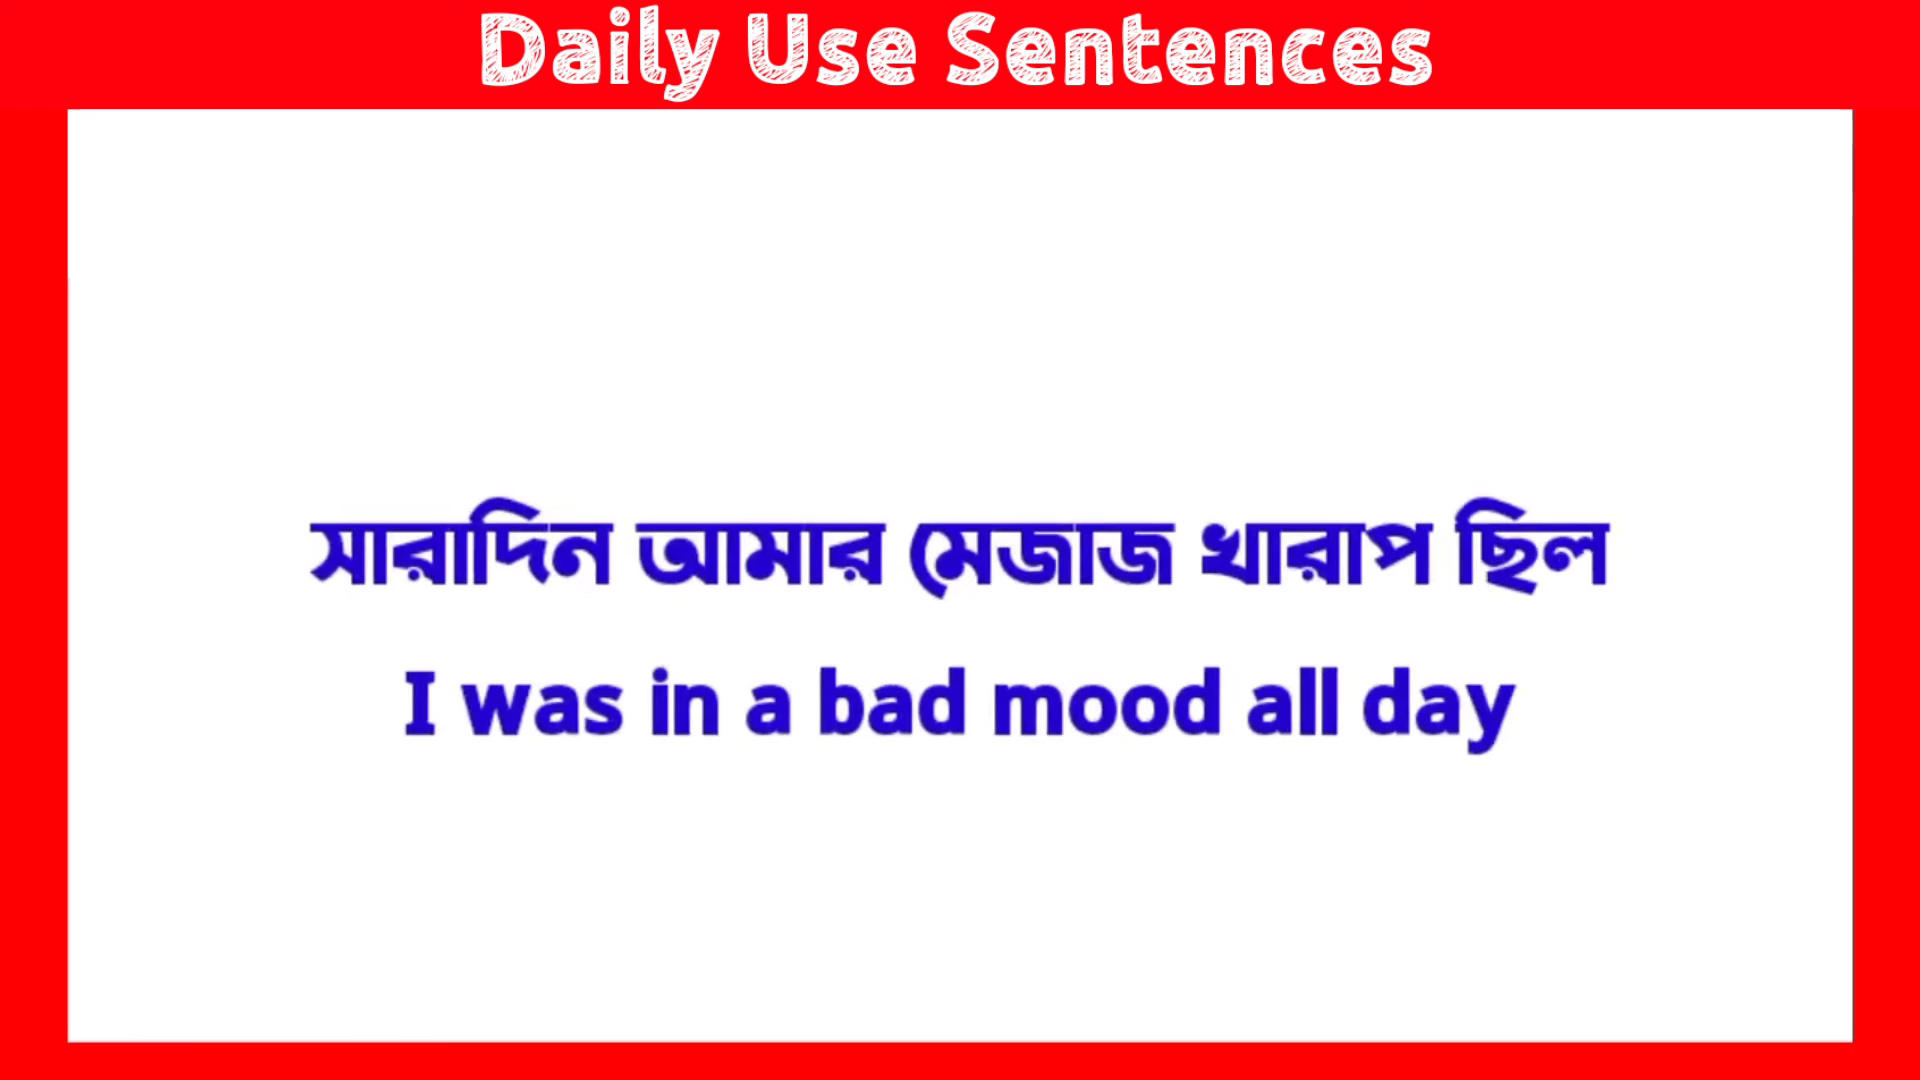 Daily Use Sentences
সারাদিন আমার মেজাজ খারাপ ছিল
I was in a bad mood all day